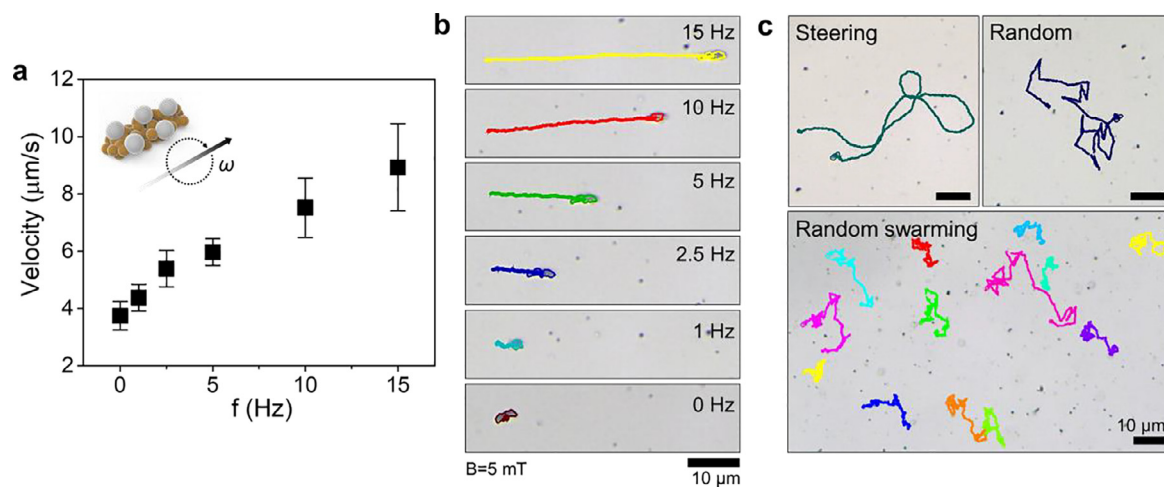 a
12
10
8
6
4
2
Velocity (µm/s)
ω
0
5
10
15
f (Hz)
b
15 Hz
10 Hz
5 Hz
2.5 Hz
1 Hz
0 Hz
B=5 mT
10 µm
c
Steering
Random
Random swarming
10 µm